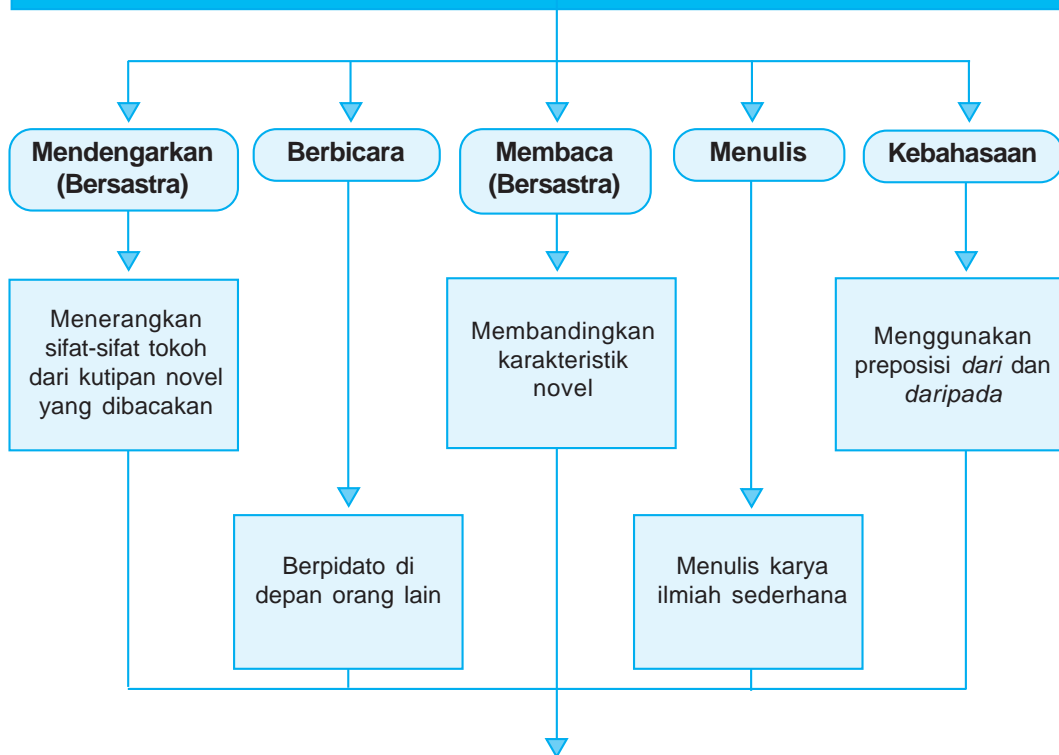 Mendengarkan
(Bersastra)
Berbicara
Membaca
(Bersastra)
Menulis
Kebahasaan
Menerangkan
sifat-sifat tokoh
dari kutipan novel
yang dibacakan
Membandingkan
karakteristik
novel
Menggunakan
preposisi dari dan
daripada
Berpidato di
depan orang lain
Menulis karya
ilmiah sederhana